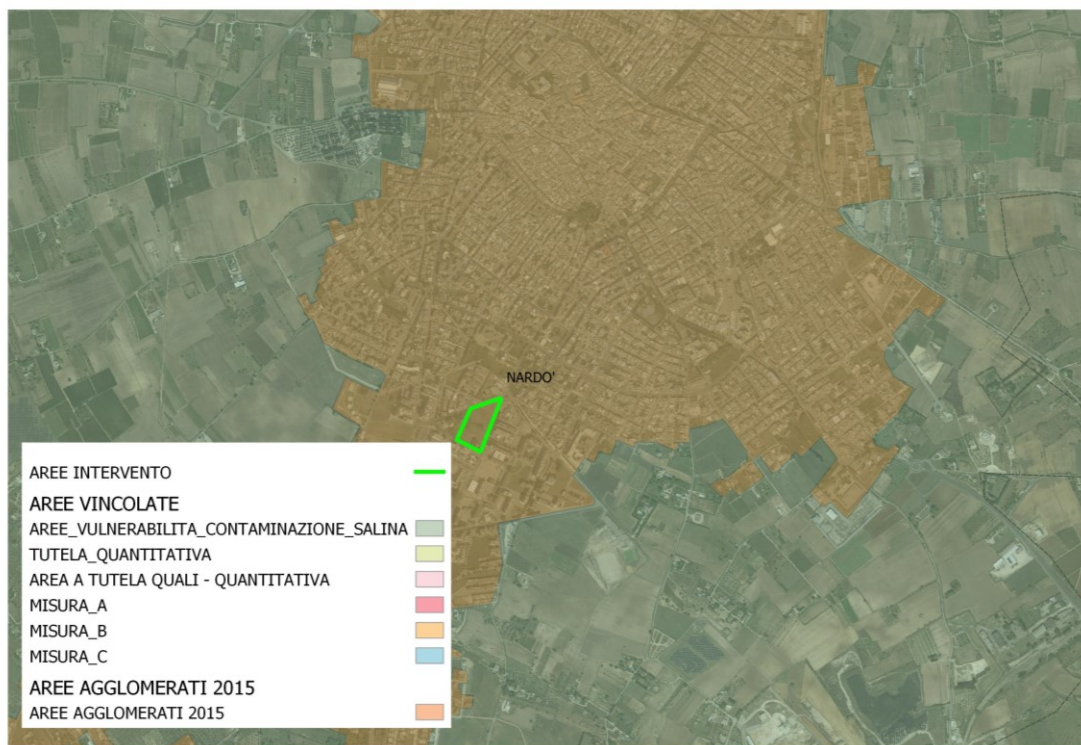 NARDO'
AREE INTERVENTO
AREE VINCOLATE
AREE_VULNERABILITA_CONTAMINAZIONE_SALINA
TUTELA_QUANTITATIVA
AREA A TUTELA QUALI - QUANTITATIVA
MISURA_A
MISURA_B
MISURA_C
AREE AGGLOMERATI 2015
AREE AGGLOMERATI 2015